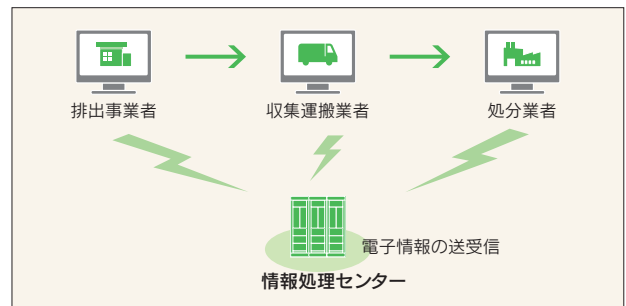 排出事業者
収集運搬業者
処分業者
電子情報の送受信
情報処理センター